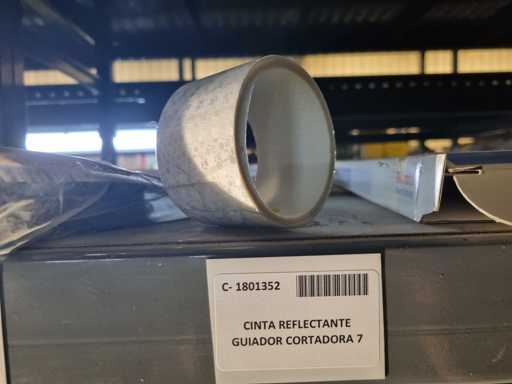 C- 1801352
CINTA REFLECTANTE
GUIADOR CORTADORA 7